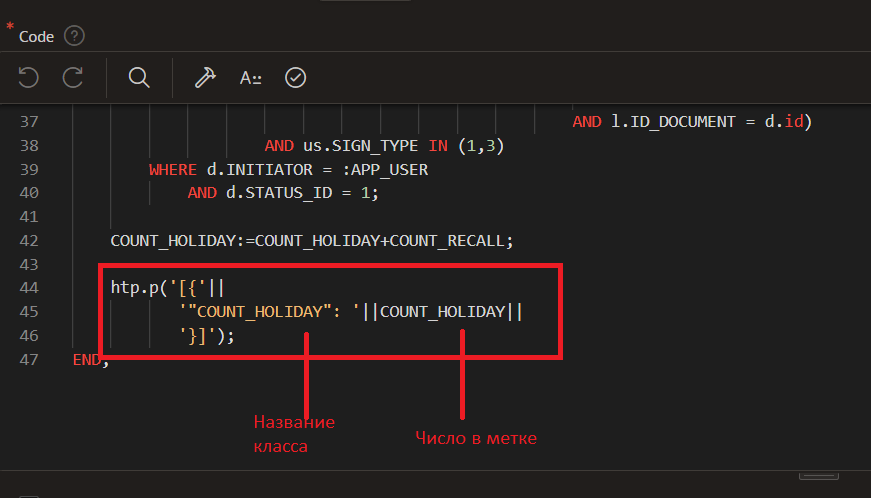 * Code ?
A::
37 AND l.ID_DOCUMENT = d.id)
38 AND us.SIGN_TYPE IN (1,3)
39 WHERE d.INITIATOR = :APP_USER
40 AND d.STATUS_ID = 1;
41
42 COUNT_HOLIDAY:=COUNT_HOLIDAY+COUNT_RECALL;
43
44 htp.p('[{'||
45 '"COUNT_HOLIDAY": '||COUNT_HOLIDAY||
46 '}]');
47 END;
Название
класса
Число в метке